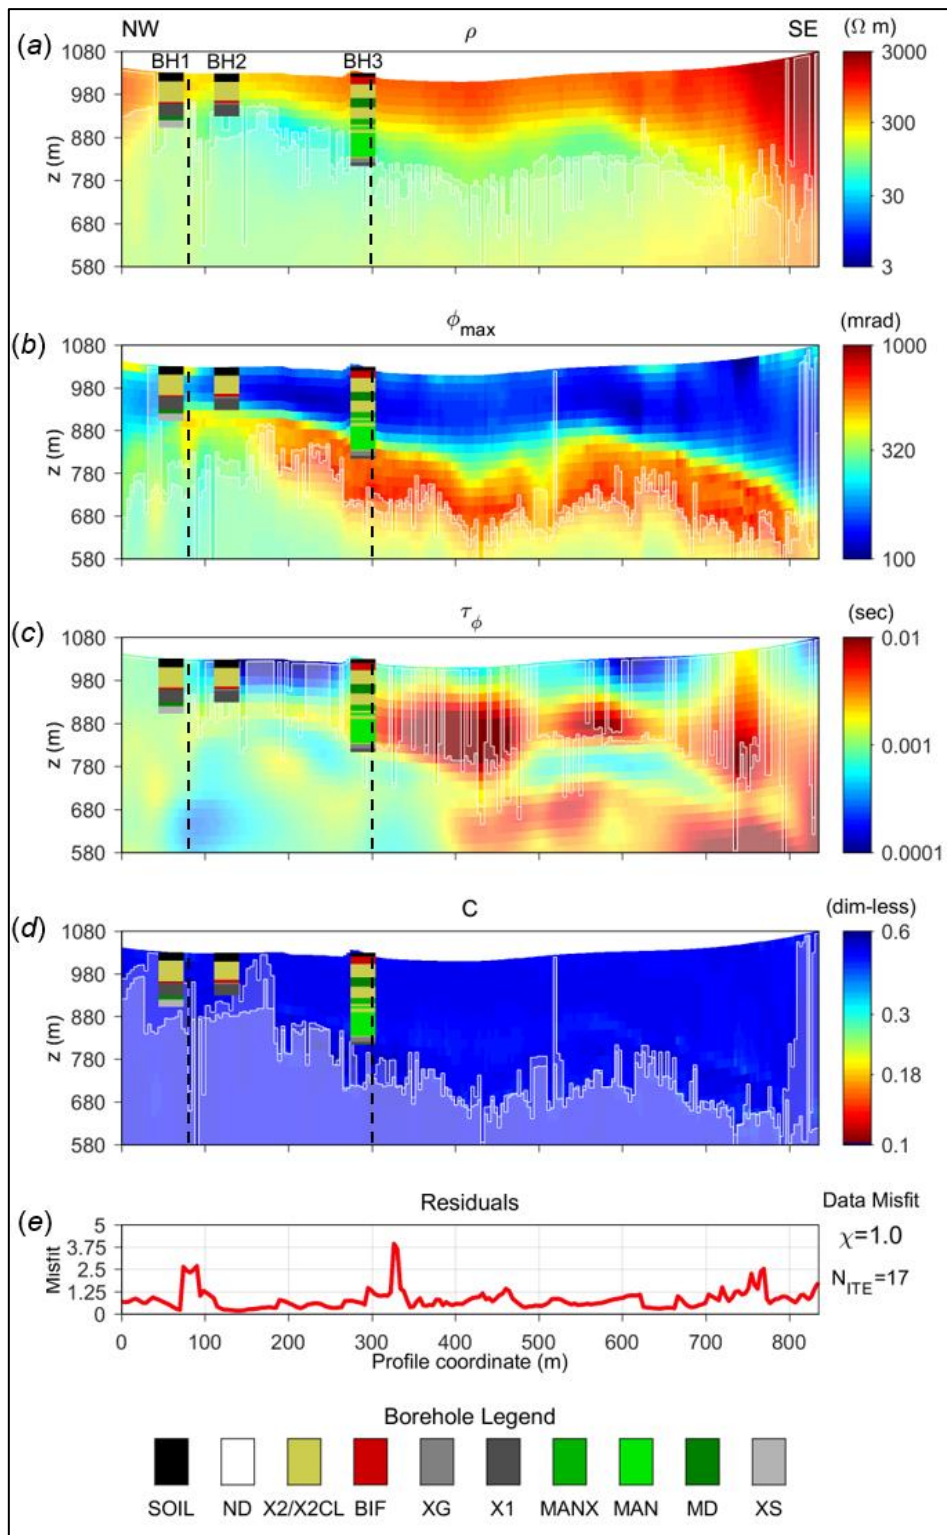 (a) NW ρ SE (Ω m)
BH1 BH2 BH3
z (m)
1080
980
880
780
680
580
3000
300
30
3
(b) ϕmax (mrad)
z (m)
1080
980
880
780
680
580
1000
320
100
(c) τϕ (sec)
z (m)
1080
980
880
780
680
580
0.01
0.001
0.0001
(d) C (dim-less)
z (m)
1080
980
880
780
680
580
0.6
0.3
0.18
0.1
(e) Residuals Data Misfit
Misfit
5
3.75
2.5
1.25
0
χ=1.0
NITE=17
0 100 200 300 400 500 600 700 800
Profile coordinate (m)
Borehole Legend
SOIL ND X2/X2CL BIF XG X1 MANX MAN MD XS